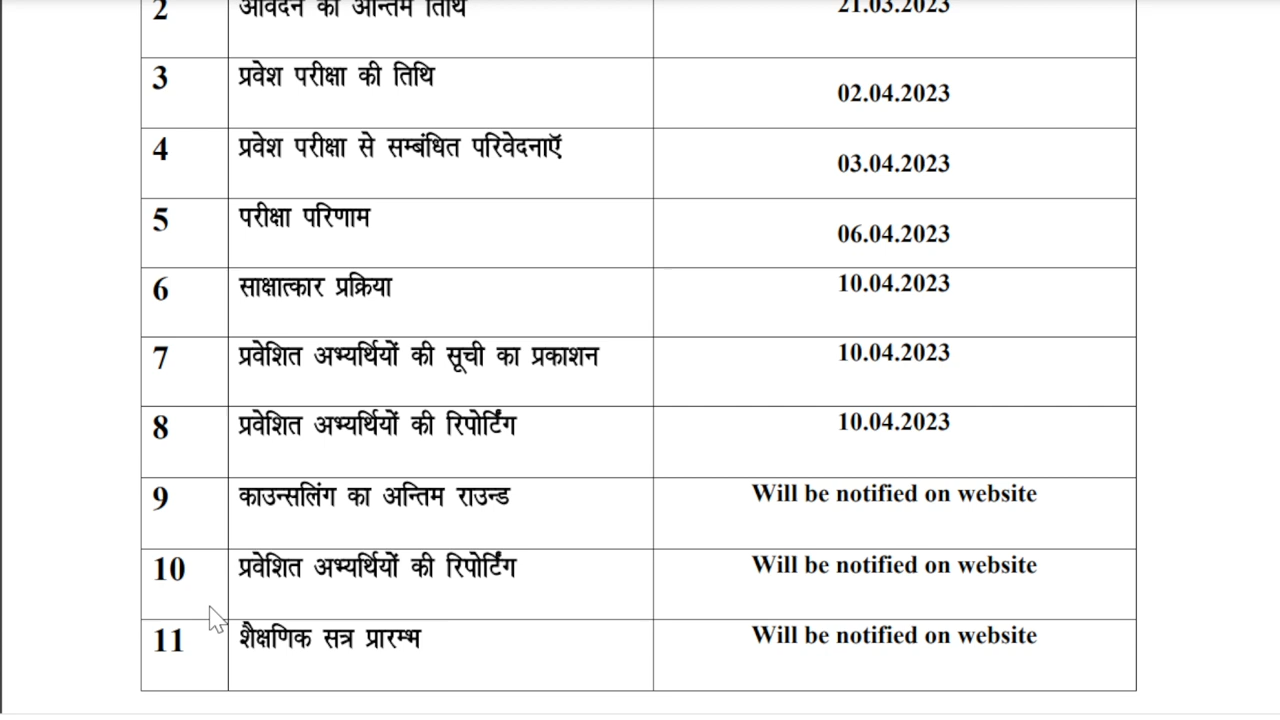 2 आवेदन की अन्तिम तिथि 21.03.2023
3 प्रवेश परीक्षा की तिथि 02.04.2023
4 प्रवेश परीक्षा से सम्बंधित परिवेदनाऍ 03.04.2023
5 परीक्षा परिणाम 06.04.2023
6 साक्षात्कार प्रक्रिया 10.04.2023
7 प्रवेशित अभ्यर्थियों की सूची का प्रकाशन 10.04.2023
8 प्रवेशित अभ्यर्थियों की रिपोर्टिंग 10.04.2023
9 काउन्सलिंग का अन्तिम राउन्ड Will be notified on website
10 प्रवेशित अभ्यर्थियों की रिपोर्टिंग Will be notified on website
11 शैक्षणिक सत्र प्रारम्भ Will be notified on website